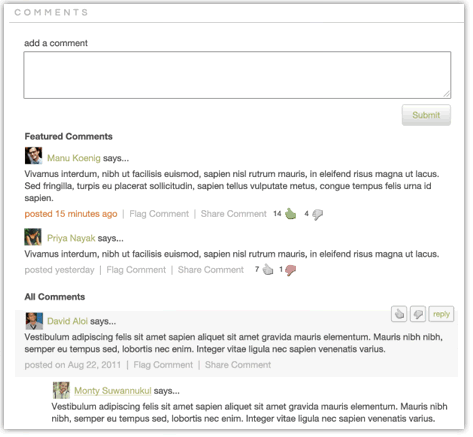 COMMENTS
add a comment
Submit
Featured Comments
Manu Koenig says...
Vivamus interdum, nibh ut facilisis euismod, sapien nisl rutrum mauris, in eleifend risus magna ut lacus.
Sed fringilla, turpis eu placerat sollicitudin, sapien tellus vulputate metus, congue tempus felis urna id
sapien.
posted 15 minutes ago | Flag Comment | Share Comment 14 4
Priya Nayak says...
Vivamus interdum, nibh ut facilisis euismod, sapien nisl rutrum mauris, in eleifend risus magna ut lacus.
posted yesterday | Flag Comment | Share Comment 7 1
All Comments
David Aloi says...
reply
Vestibulum adipiscing felis sit amet sapien aliquet sit amet gravida mauris elementum. Mauris nibh nibh,
semper eu tempus sed, lobortis nec enim. Integer vitae ligula nec sapien venenatis varius.
posted on Aug 22, 2011 | Flag Comment | Share Comment
Monty Suwannukul says...
Vestibulum adipiscing felis sit amet sapien aliquet sit amet gravida mauris elementum. Mauris nibh
nibh, semper eu tempus sed, lobortis nec enim. Integer vitae ligula nec sapien venenatis varius.